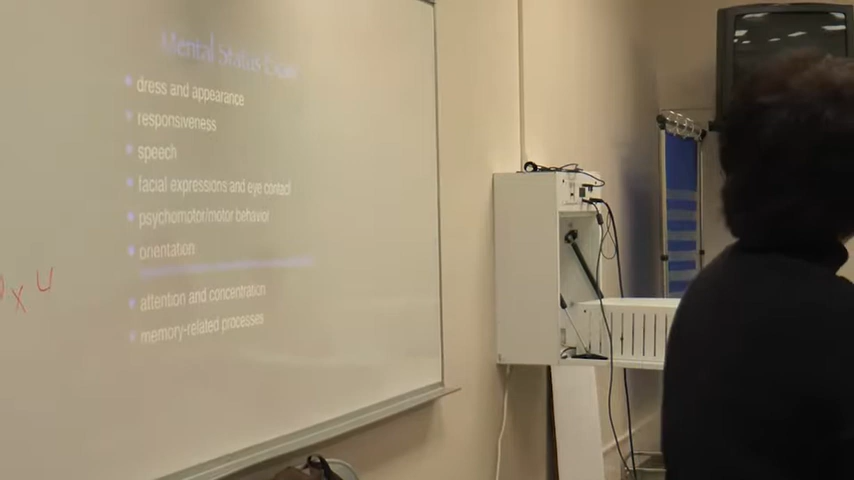 Mental Status Exam
dress and appearance
responsiveness
speech
facial expressions and eye contact
psychomotor/motor behavior
orientation
attention and concentration
memory-related processes
x U